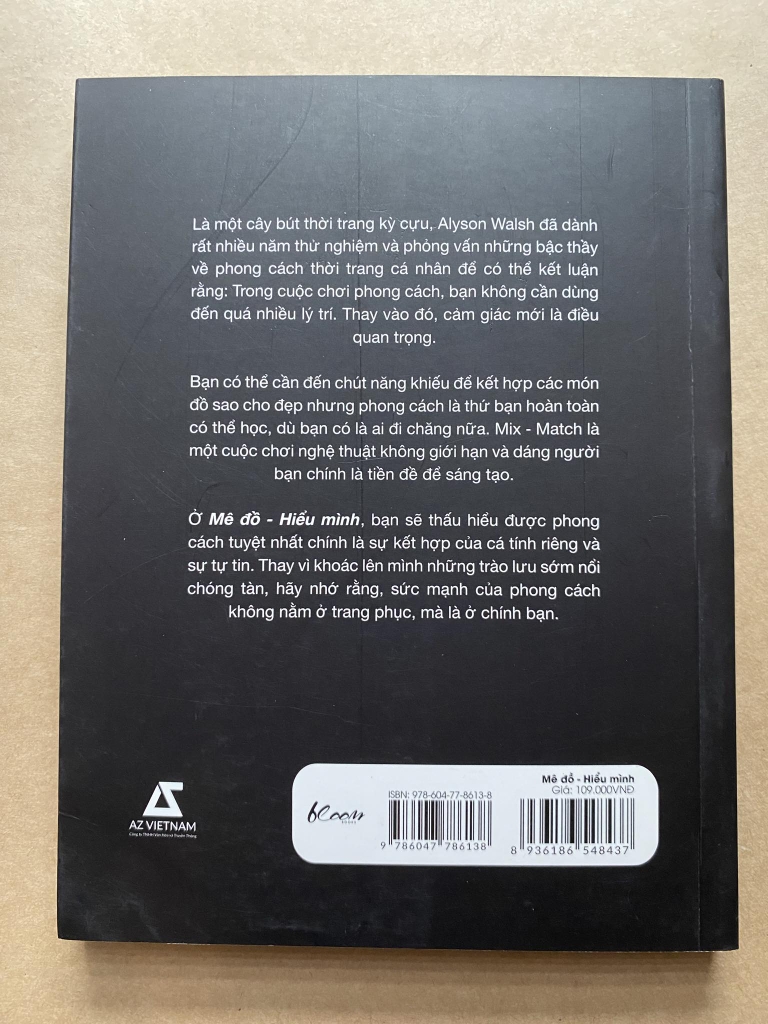 Là một cây bút thời trang kỳ cựu, Alyson Walsh đã dành
rất nhiều năm thử nghiệm và phỏng vấn những bậc thầy
về phong cách thời trang cá nhân để có thể kết luận
rằng: Trong cuộc chơi phong cách, bạn không cần dùng
đến quá nhiều lý trí. Thay vào đó, cảm giác mới là điều
quan trọng.
Bạn có thể cần đến chút năng khiếu để kết hợp các món
đồ sao cho đẹp nhưng phong cách là thứ bạn hoàn toàn
có thể học, dù bạn có là ai đi chăng nữa. Mix - Match là
một cuộc chơi nghệ thuật không giới hạn và dáng người
bạn chính là tiền đề để sáng tạo.
Ở Mê đồ - Hiểu mình, bạn sẽ thấu hiểu được phong
cách tuyệt nhất chính là sự kết hợp của cá tính riêng và
sự tự tin. Thay vì khoác lên mình những trào lưu sớm nổi
chóng tàn, hãy nhớ rằng, sức mạnh của phong cách
không nằm ở trang phục, mà là ở chính bạn.
AZ VIETNAM
Công ty TNHH Văn Hóa và Truyền Thông
bloom
BOOKS
ISBN: 978-604-77-8613-8
9 786047 786138
Mê đồ - Hiểu mình
Giá: 109.000VNĐ
8 936186 548437